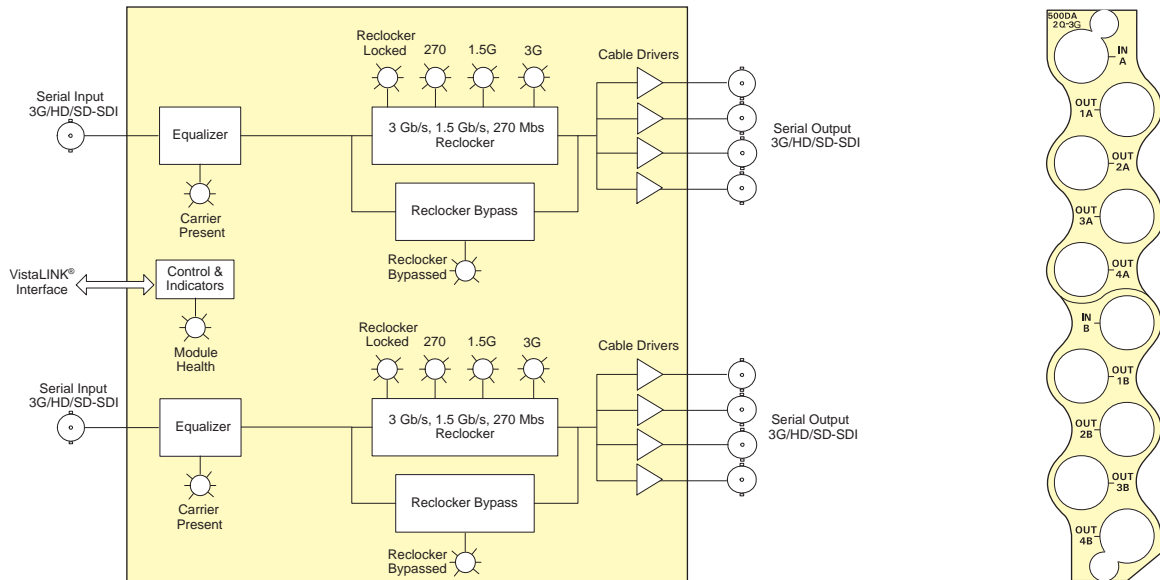 Reclocker
Locked
270
1.5G
3G
Cable Drivers
Serial Input
3G/HD/SD-SDI
Equalizer
3 Gb/s, 1.5 Gb/s, 270 Mbs
Reclocker
Serial Output
3G/HD/SD-SDI
Carrier
Present
Reclocker Bypass
Reclocker
Bypassed
VistaLINK®
Interface
Control &
Indicators
Module
Health
Reclocker
Locked
270
1.5G
3G
Cable Drivers
Serial Input
3G/HD/SD-SDI
Equalizer
3 Gb/s, 1.5 Gb/s, 270 Mbs
Reclocker
Serial Output
3G/HD/SD-SDI
Carrier
Present
Reclocker Bypass
Reclocker
Bypassed
500DA
2Q-3G
IN
A
OUT
1A
OUT
2A
OUT
3A
OUT
4A
IN
B
OUT
1B
OUT
2B
OUT
3B
OUT
4B